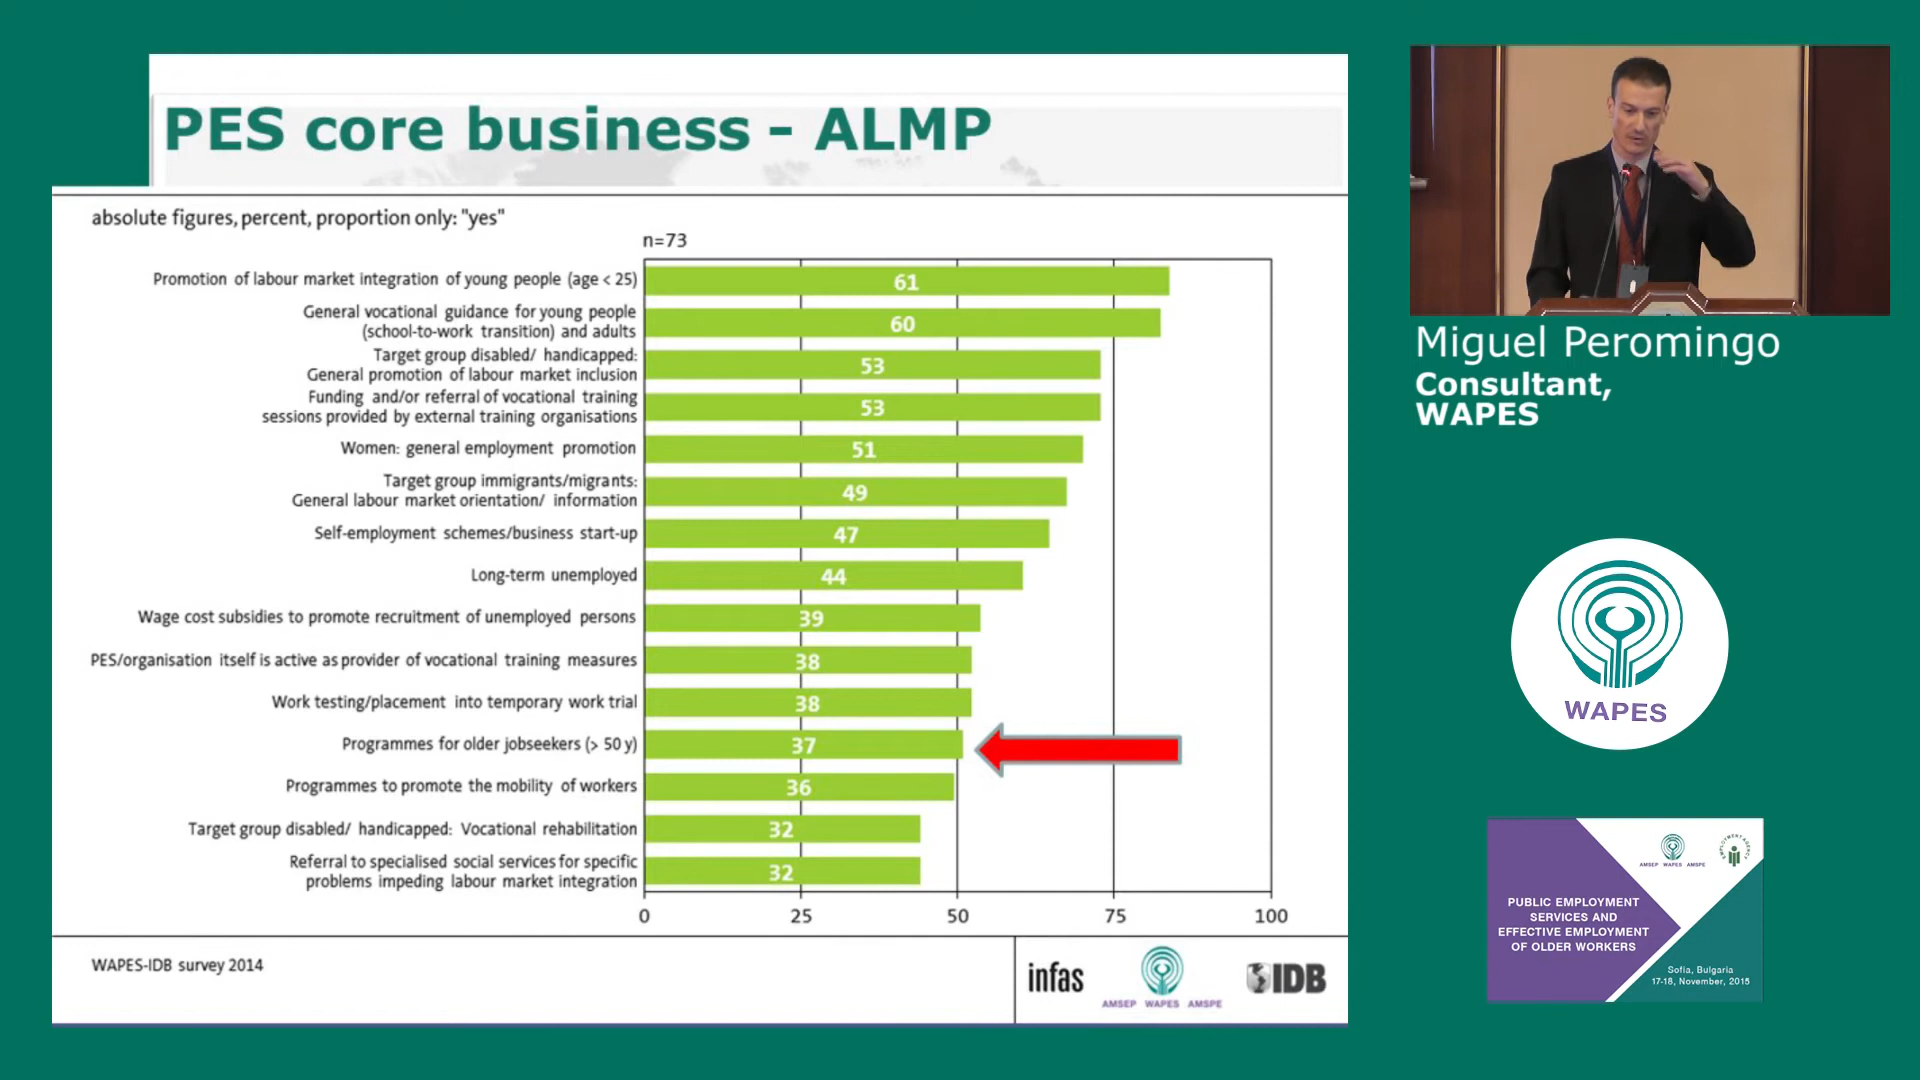 PES core business - ALMP
absolute figures, percent, proportion only: "yes"
n=73
Promotion of labour market integration of young people (age < 25)
61
General vocational guidance for young people
(school-to-work transition) and adults
60
Target group disabled/ handicapped:
General promotion of labour market inclusion
53
Funding and/or referral of vocational training
sessions provided by external training organisations
53
Women: general employment promotion
51
Target group immigrants/migrants:
General labour market orientation/ information
49
Self-employment schemes/business start-up
47
Long-term unemployed
44
Wage cost subsidies to promote recruitment of unemployed persons
39
PES/organisation itself is active as provider of vocational training measures
38
Work testing/placement into temporary work trial
38
Programmes for older jobseekers (> 50 y)
37
Programmes to promote the mobility of workers
36
Target group disabled/ handicapped: Vocational rehabilitation
32
Referral to specialised social services for specific
problems impeding labour market integration
32
0 25 50 75 100
WAPES-IDB survey 2014
infas
AMSEP WAPES AMSPE
IDB
Miguel Peromingo
Consultant,
WAPES
WAPES
AMSEP WAPES AMSPE
EMPLOYMENT AGENCY
PUBLIC EMPLOYMENT
SERVICES AND
EFFECTIVE EMPLOYMENT
OF OLDER WORKERS
Sofia, Bulgaria
17-18, November, 2015